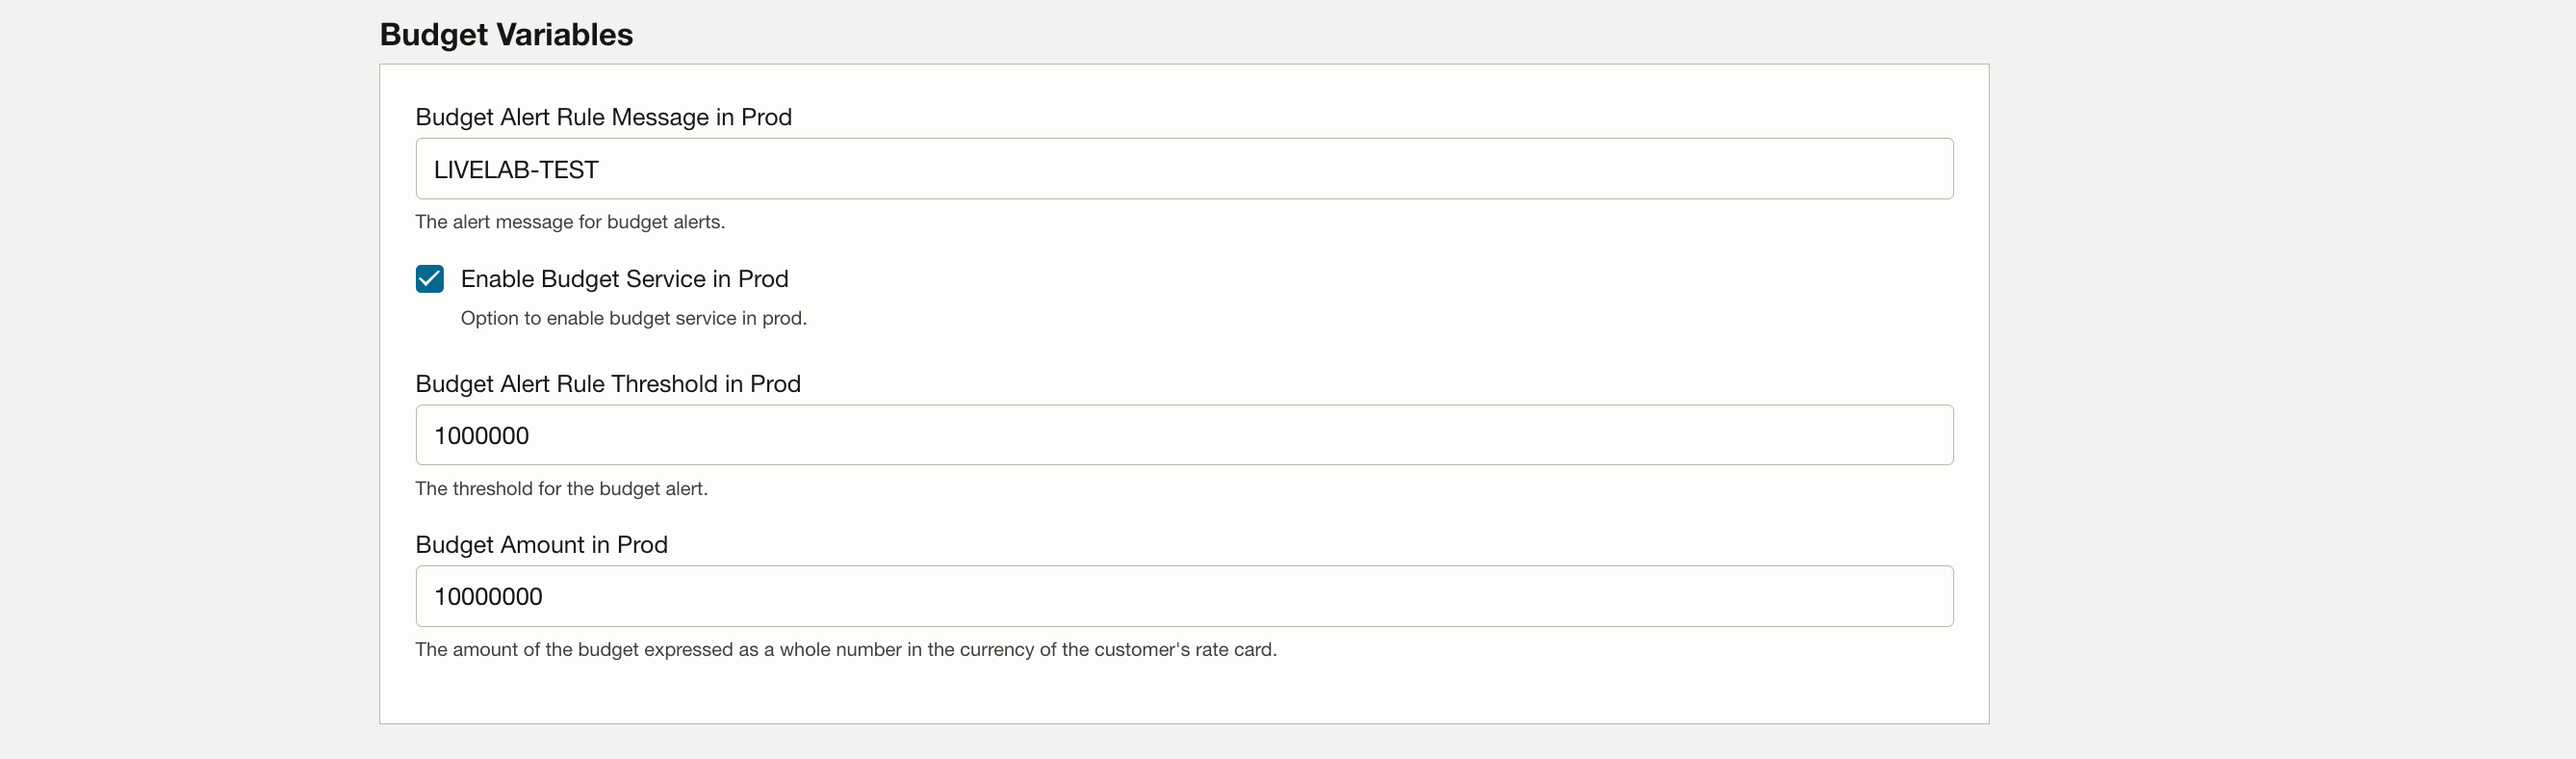 Budget Variables
Budget Alert Rule Message in Prod
LIVELAB-TEST
The alert message for budget alerts.
Enable Budget Service in Prod
Option to enable budget service in prod.
Budget Alert Rule Threshold in Prod
1000000
The threshold for the budget alert.
Budget Amount in Prod
10000000
The amount of the budget expressed as a whole number in the currency of the customer's rate card.